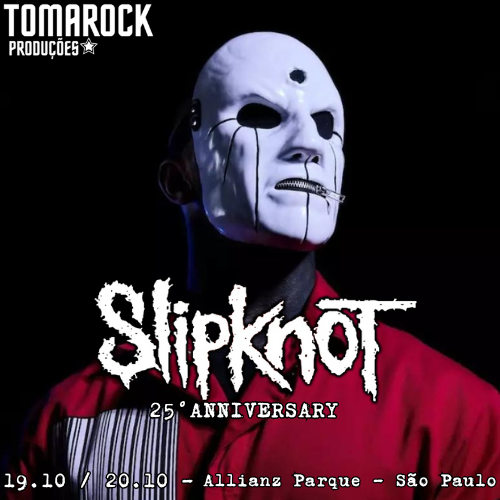 TOMAROCK
PRODUÇÕES
Slipknot
25°ANNIVERSARY
19.10 / 20.10 - Allianz Parque - São Paulo